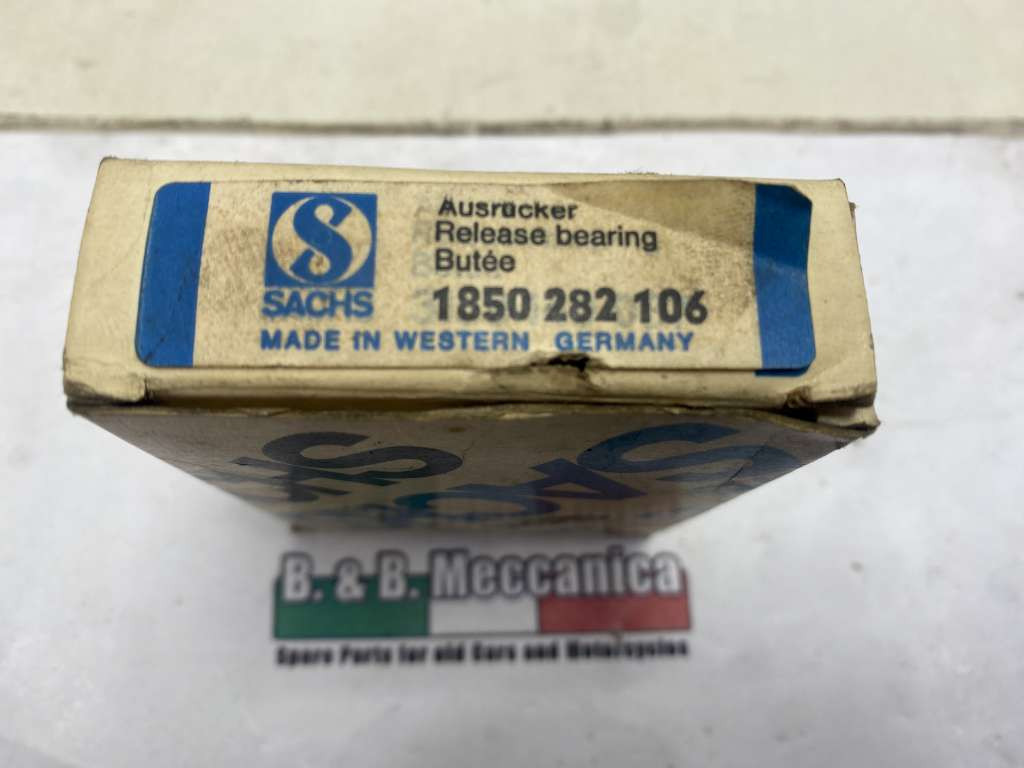 S
SACHS
Ausrücker
Release bearing
Butée
1850 282 106
MADE IN WESTERN GERMANY
SACHS
B. & B. Meccanica
Spare Parts for old Cars and Motorcycles